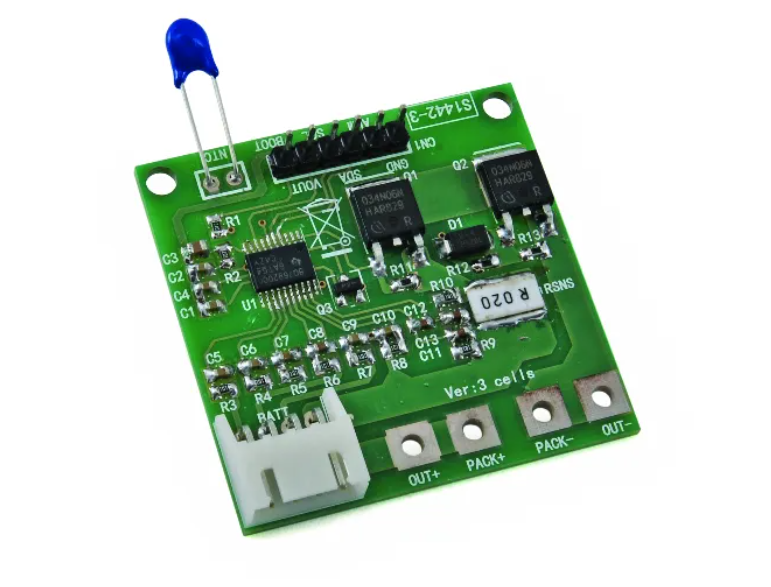 S1442-3
CN1
BOOT
NTC
VOUT
SDA
GND
Q1
Q2
034N06N
HARB29
R
034N06N
HARB29
R
R1
R2
C3
C2
C4
C1
U1
Q3
D1
R11
R12
R13
R10
R 020
RSNS
C5
C6
C7
C8
C9
C10
C12
C13
C11
R3
R4
R5
R6
R7
R8
R9
BATT
Ver:3 cells
OUT+
PACK+
PACK-
OUT-